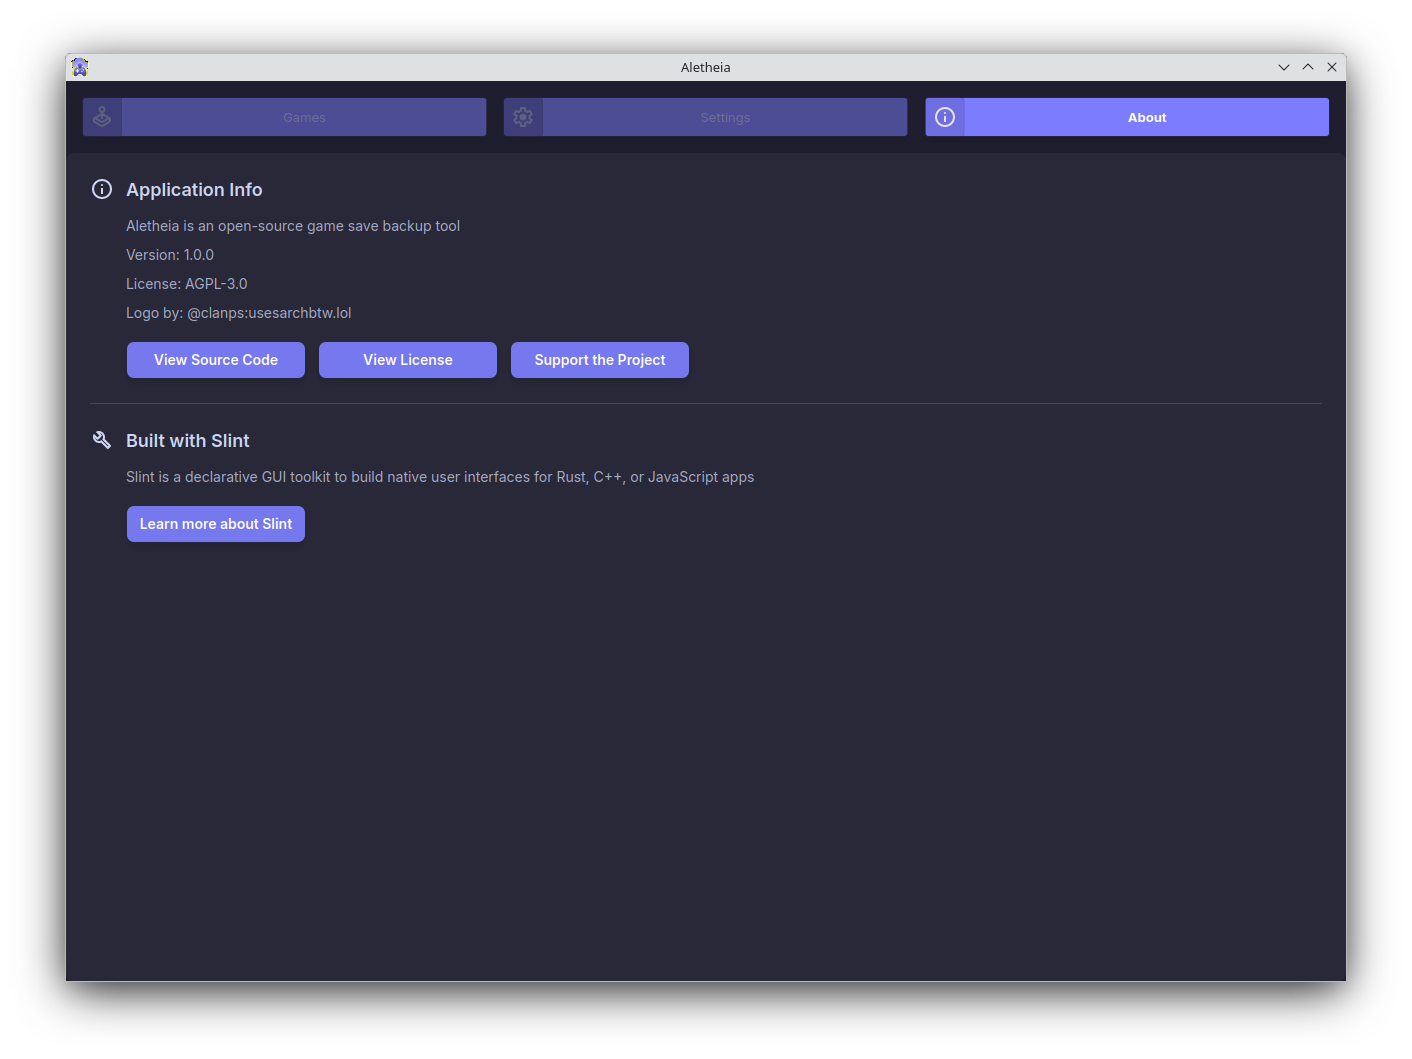 Aletheia
Games
Settings
About
Application Info
Aletheia is an open-source game save backup tool
Version: 1.0.0
License: AGPL-3.0
Logo by: @clanps:usesarchbtw.lol
View Source Code
View License
Support the Project
Built with Slint
Slint is a declarative GUI toolkit to build native user interfaces for Rust, C++, or JavaScript apps
Learn more about Slint